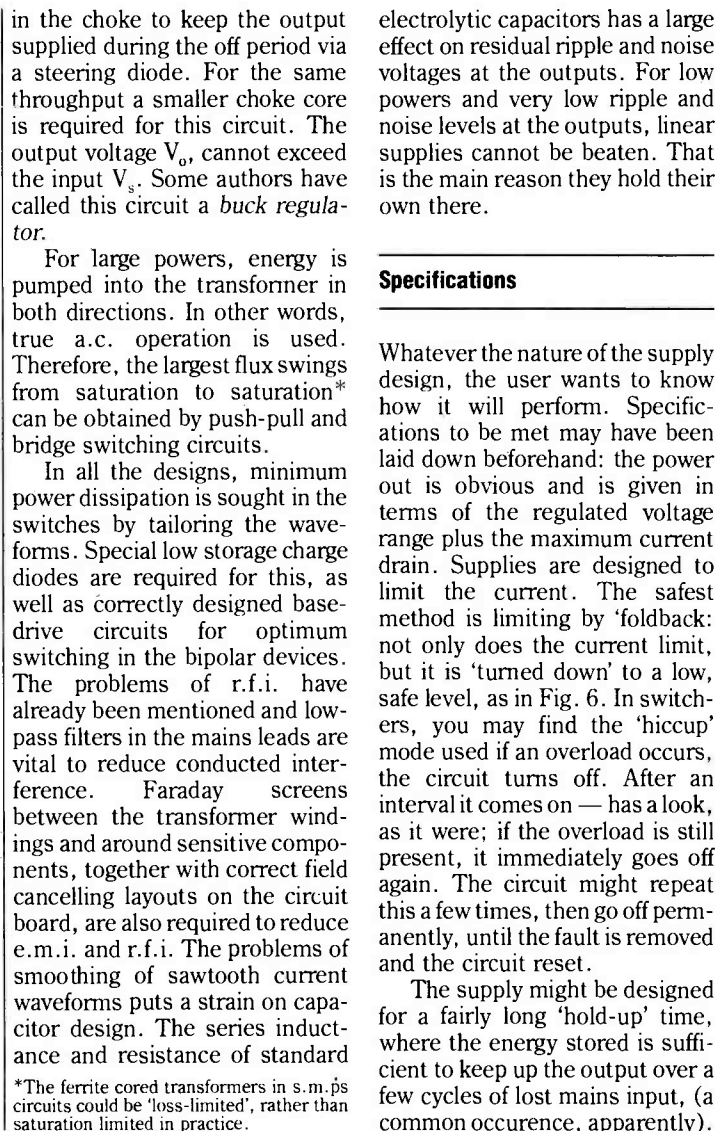 in the choke to keep the output
supplied during the off period via
a steering diode. For the same
throughput a smaller choke core
is required for this circuit. The
output voltage Vo, cannot exceed
the input Vs. Some authors have
called this circuit a buck regula-
tor.
For large powers, energy is
pumped into the transformer in
both directions. In other words,
true a.c. operation is used.
Therefore, the largest flux swings
from saturation to saturation*
can be obtained by push-pull and
bridge switching circuits.
In all the designs, minimum
power dissipation is sought in the
switches by tailoring the wave-
forms. Special low storage charge
diodes are required for this, as
well as correctly designed base-
drive circuits for optimum
switching in the bipolar devices.
The problems of r.f.i. have
already been mentioned and low-
pass filters in the mains leads are
vital to reduce conducted inter-
ference. Faraday screens
between the transformer wind-
ings and around sensitive compo-
nents, together with correct field
cancelling layouts on the circuit
board, are also required to reduce
e.m.i. and r.f.i. The problems of
smoothing of sawtooth current
waveforms puts a strain on capa-
citor design. The series induct-
ance and resistance of standard
*The ferrite cored transformers in s.m.ps
circuits could be 'loss-limited', rather than
saturation limited in practice.
electrolytic capacitors has a large
effect on residual ripple and noise
voltages at the outputs. For low
powers and very low ripple and
noise levels at the outputs, linear
supplies cannot be beaten. That
is the main reason they hold their
own there.
Specifications
Whatever the nature of the supply
design, the user wants to know
how it will perform. Specific-
ations to be met may have been
laid down beforehand: the power
out is obvious and is given in
terms of the regulated voltage
range plus the maximum current
drain. Supplies are designed to
limit the current. The safest
method is limiting by 'foldback:
not only does the current limit,
but it is 'turned down' to a low,
safe level, as in Fig. 6. In switch-
ers, you may find the 'hiccup'
mode used if an overload occurs,
the circuit turns off. After an
interval it comes on — has a look,
as it were; if the overload is still
present, it immediately goes off
again. The circuit might repeat
this a few times, then go off perm-
anently, until the fault is removed
and the circuit reset.
The supply might be designed
for a fairly long 'hold-up' time,
where the energy stored is suffi-
cient to keep up the output over a
few cycles of lost mains input, (a
common occurence, apparently).